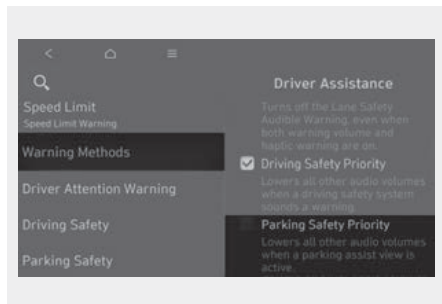 Speed Limit
Speed Limit Warning
Warning Methods
Driver Attention Warning
Driving Safety
Parking Safety
Driver Assistance
Turns off the Lane Safety
Audible Warning, even when
both warning volume and
haptic warning are on.
Driving Safety Priority
Lowers all other audio volumes
when a driving safety system
sounds a warning.
Parking Safety Priority
Lowers all other audio volumes
when a parking assist view is
active.